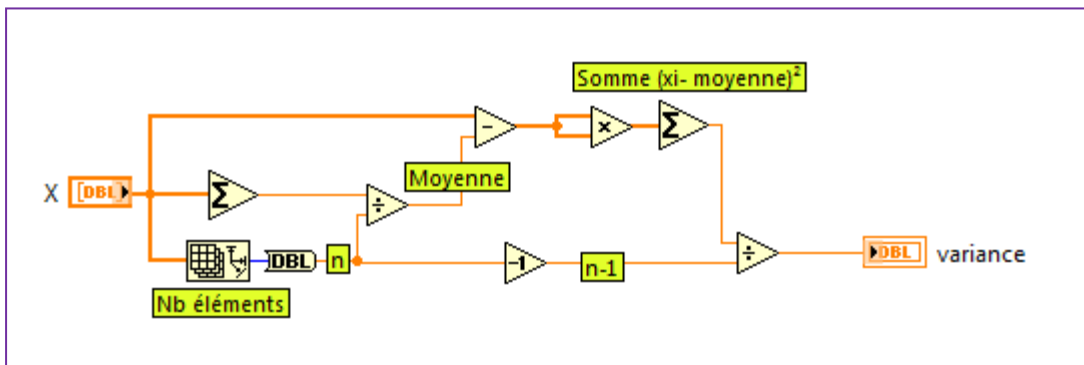 Somme (xi- moyenne)²
-
×
Σ
X [DBL]
Σ
÷
Moyenne
DBL
n
-1
n-1
÷
DBL
variance
Nb éléments